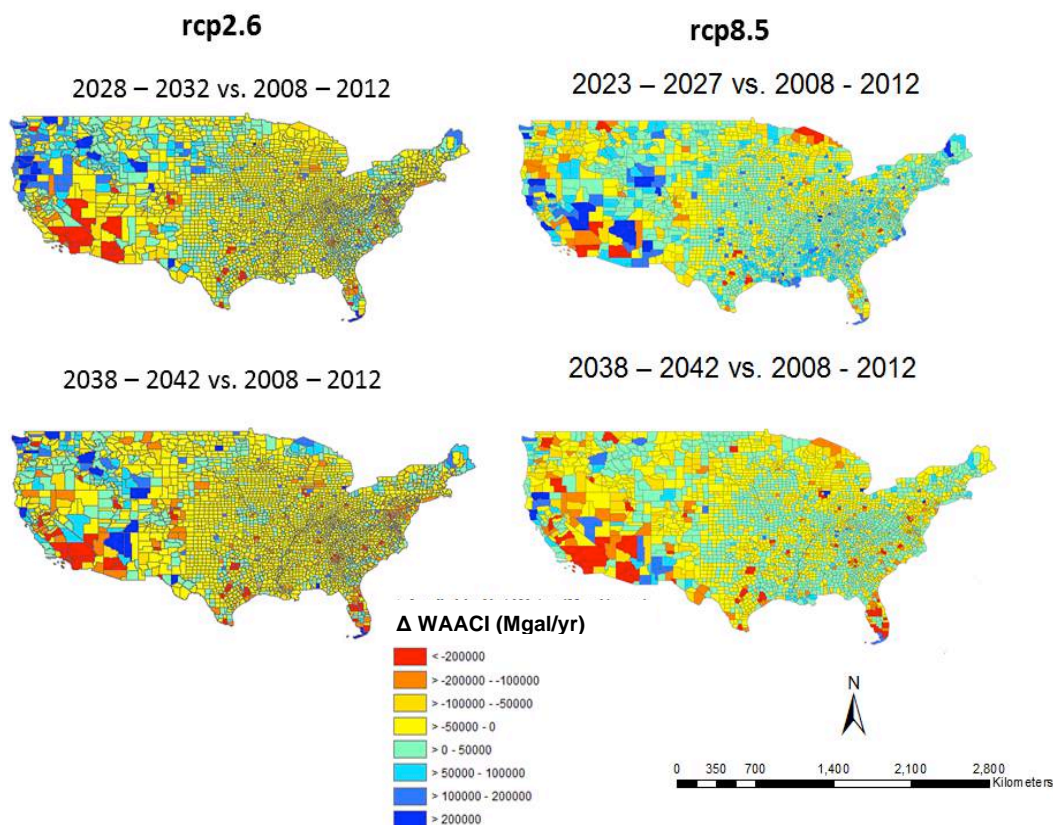 rcp2.6
rcp8.5
2028 – 2032 vs. 2008 – 2012
2023 – 2027 vs. 2008 - 2012
2038 – 2042 vs. 2008 – 2012
2038 – 2042 vs. 2008 - 2012
Δ WAACI (Mgal/yr)
< -200000
> -200000 - -100000
> -100000 - -50000
> -50000 - 0
> 0 - 50000
> 50000 - 100000
> 100000 - 200000
> 200000
N
0 350 700 1,400 2,100 2,800
Kilometers